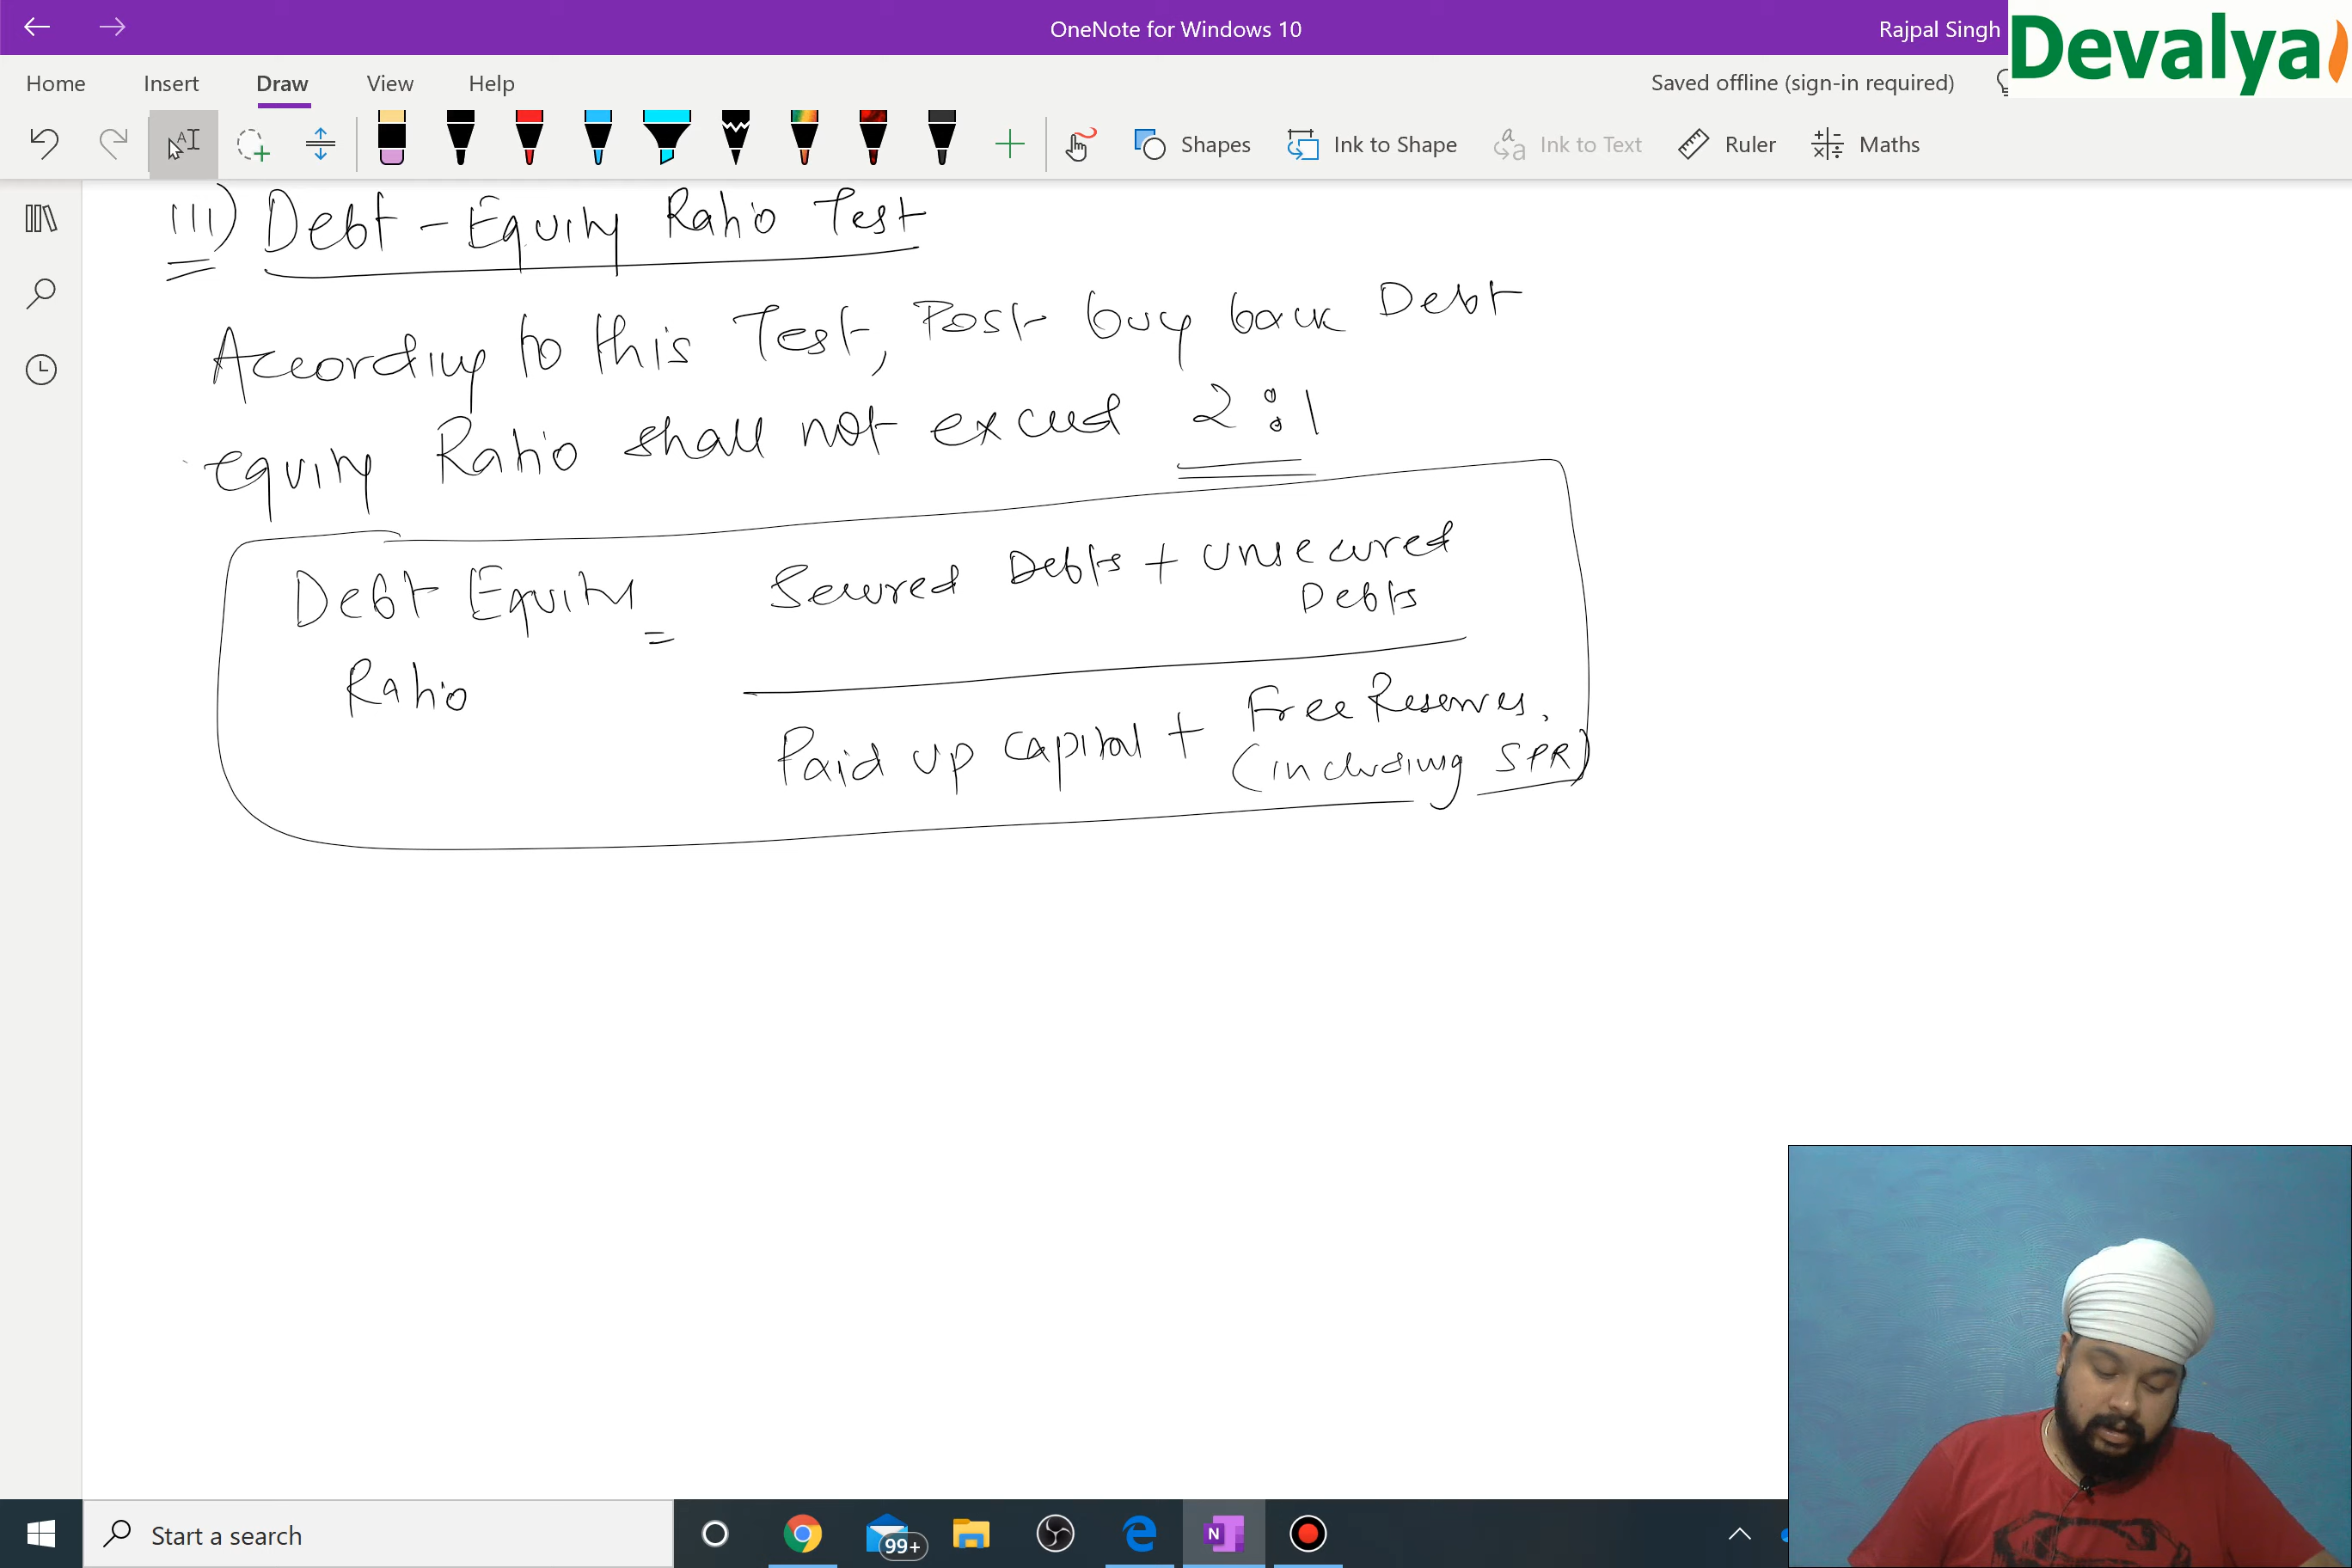 OneNote for Windows 10
Rajpal Singh
Devalya
Home Insert Draw View Help
Saved offline (sign-in required)
Shapes Ink to Shape Ink to Text Ruler Maths
III) Debt - Equity Ratio Test
According to this Test, Post buy back Debt
equity Ratio shall not exceed 2:1
Debt Equity = Secured Debts + Unsecured
Debts
Ratio
Paid up capital + Free Reserves.
(including SPR)
Start a search
99+
N